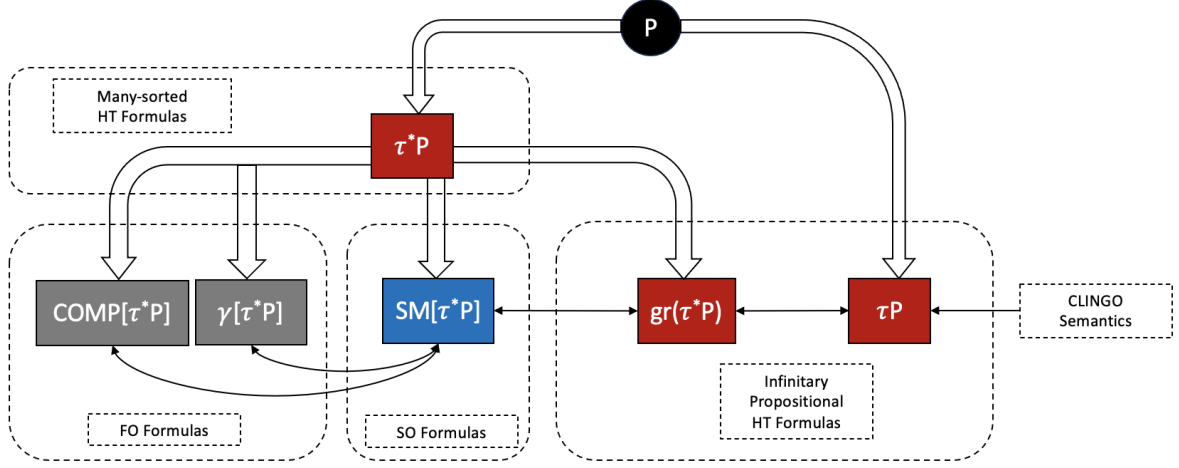 P
Many-sorted
HT Formulas
τ*P
COMP[τ*P]
γ[τ*P]
SM[τ*P]
gr(τ*P)
τP
CLINGO
Semantics
Infinitary
Propositional
HT Formulas
FO Formulas
SO Formulas